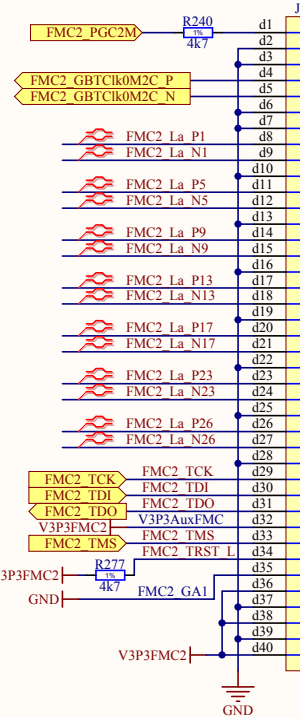 J
R240 d1
FMC2_PGC2M 1%
4k7 d2
d3
FMC2_GBTClk0M2C_P d4
FMC2_GBTClk0M2C_N d5
d6
d7
FMC2_La_P1 d8
FMC2_La_N1 d9
d10
FMC2_La_P5 d11
FMC2_La_N5 d12
d13
FMC2_La_P9 d14
FMC2_La_N9 d15
d16
FMC2_La_P13 d17
FMC2_La_N13 d18
d19
FMC2_La_P17 d20
FMC2_La_N17 d21
d22
FMC2_La_P23 d23
FMC2_La_N23 d24
d25
FMC2_La_P26 d26
FMC2_La_N26 d27
d28
FMC2_TCK FMC2_TCK d29
FMC2_TDI FMC2_TDI d30
FMC2_TDO FMC2_TDO d31
V3P3FMC2 V3P3AuxFMC d32
FMC2_TMS FMC2_TMS d33
FMC2_TRST_L d34
R277
V3P3FMC2 1% d35
4k7
GND FMC2_GA1 d36
d37
d38
d39
V3P3FMC2 d40
GND